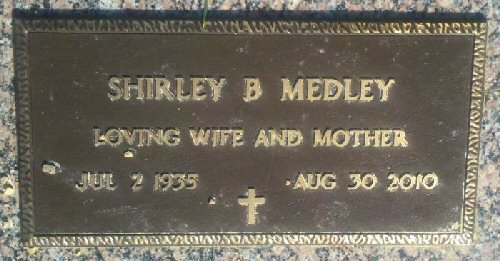 SHIRLEY B MEDLEY
LOVING WIFE AND MOTHER
JUL 2 1935 AUG 30 2010